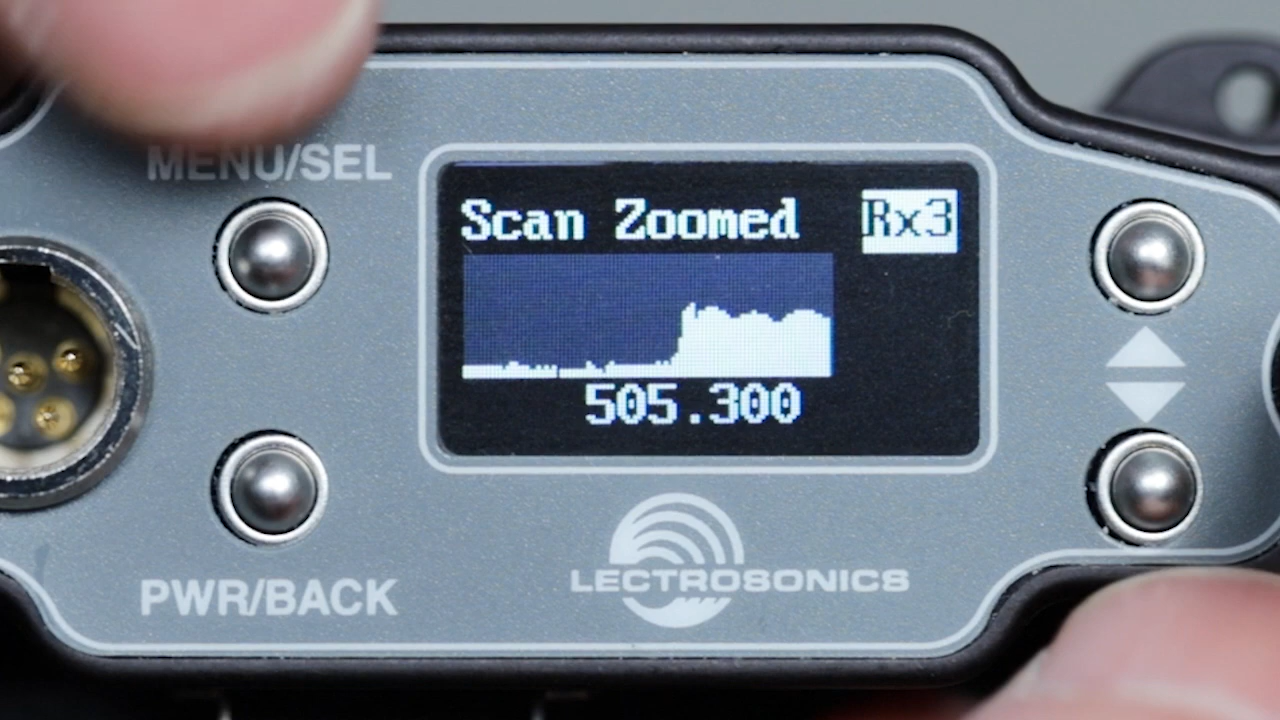 MENU/SEL
Scan Zoomed Rx3
505.300
PWR/BACK
LECTROSONICS